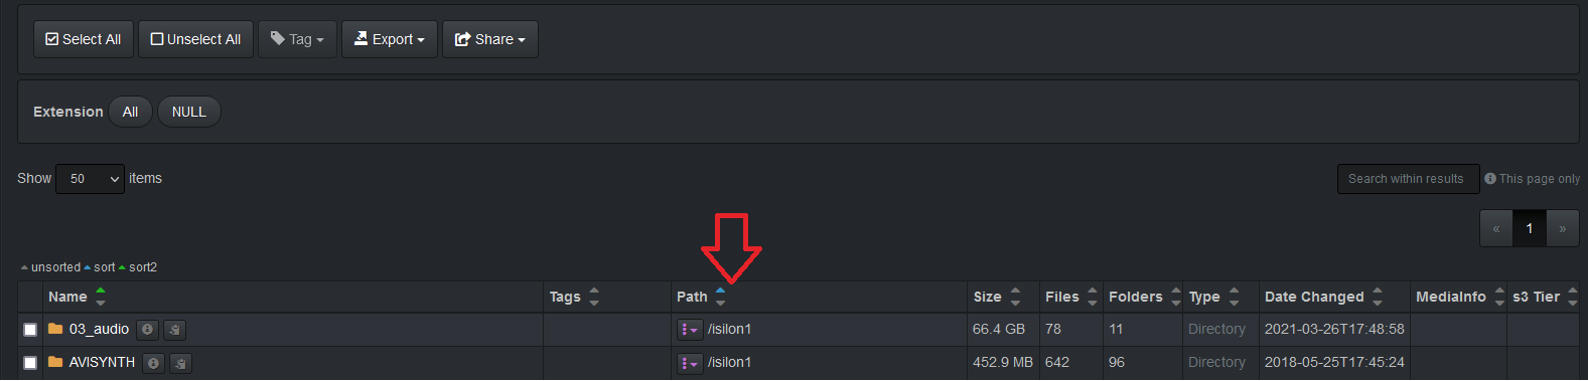 Select All Unselect All Tag Export Share
Extension All NULL
Show 50 items Search within results This page only
« 1 »
unsorted sort sort2
Name Tags Path Size Files Folders Type Date Changed MediaInfo s3 Tier
03_audio /isilon1 66.4 GB 78 11 Directory 2021-03-26T17:48:58
AVISYNTH /isilon1 452.9 MB 642 96 Directory 2018-05-25T17:45:24